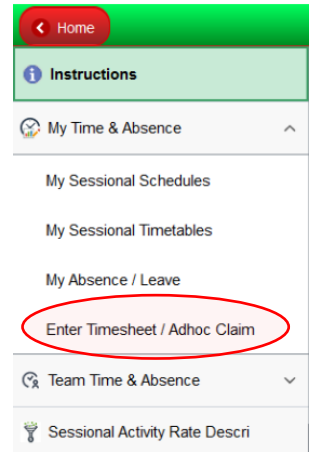 Home
Instructions
My Time & Absence
My Sessional Schedules
My Sessional Timetables
My Absence / Leave
Enter Timesheet / Adhoc Claim
Team Time & Absence
Sessional Activity Rate Descri